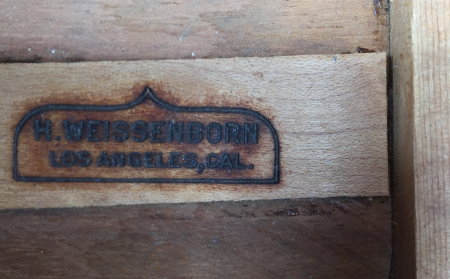 H. WEISSENBORN
LOS ANGELES, CAL.